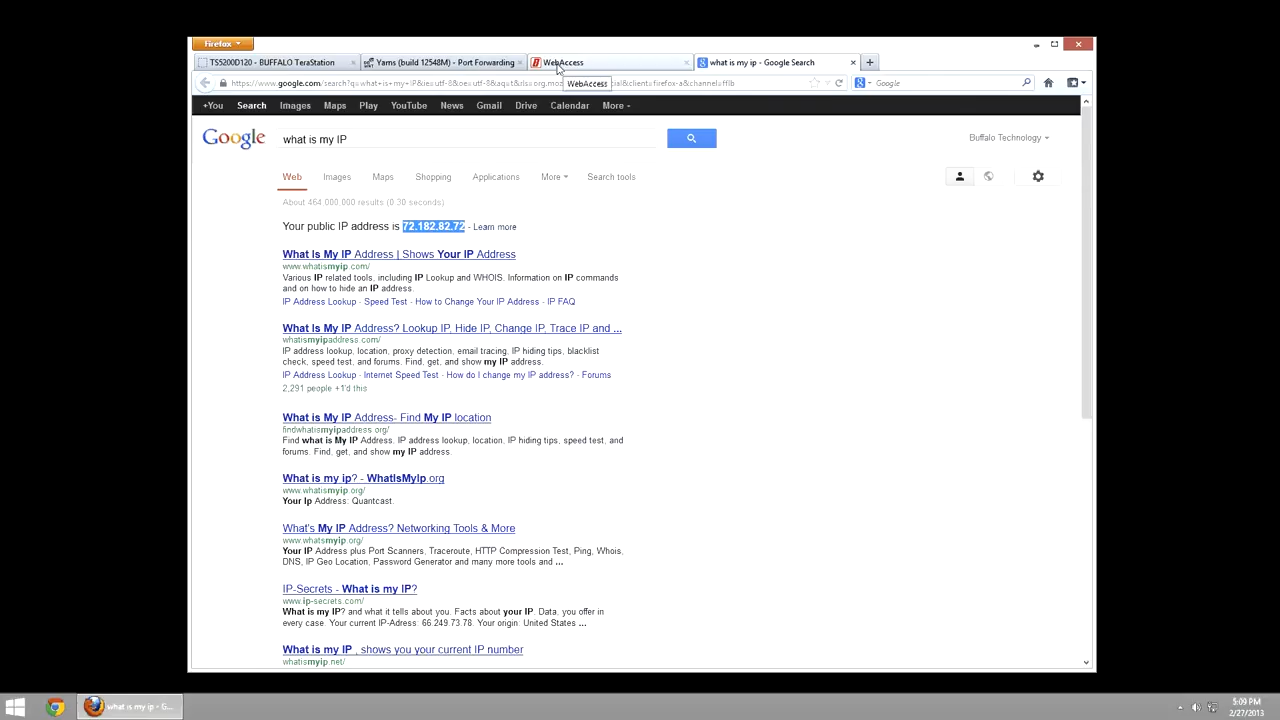 Firefox
TS5200D120 - BUFFALO TeraStation
Yarns (build 12548M) - Port Forwarding
WebAccess
what is my ip - Google Search
https://www.google.com/search?q=what+is+my+IP&ie=utf-8&oe=utf-8&aq=t&rls=org.moz
WebAccess
ial&client=firefox-a&channel=fflb
Google
+You Search Images Maps Play YouTube News Gmail Drive Calendar More
Google
what is my IP
Buffalo Technology
Web Images Maps Shopping Applications More Search tools
About 464 000 000 results (0 30 seconds)
Your public IP address is 72.182.82.72 - Learn more
What Is My IP Address | Shows Your IP Address
www.whatismyip.com/
Various IP related tools, including IP Lookup and WHOIS. Information on IP commands
and on how to hide an IP address.
IP Address Lookup - Speed Test - How to Change Your IP Address - IP FAQ
What Is My IP Address? Lookup IP, Hide IP, Change IP, Trace IP and ...
whatismyipaddress.com/
IP address lookup, location, proxy detection, email tracing, IP hiding tips, blacklist
check, speed test, and forums. Find, get, and show my IP address.
IP Address Lookup - Internet Speed Test - How do I change my IP address? - Forums
2,291 people +1'd this
What is My IP Address- Find My IP location
findwhatismyipaddress org/
Find what is My IP Address, IP address lookup, location, IP hiding tips, speed test, and
forums. Find, get, and show my IP address.
What is my ip? - WhatIsMyIp.org
www.whatismyip org/
Your Ip Address: Quantcast.
What's My IP Address? Networking Tools & More
www.whatsmyip.org/
Your IP Address plus Port Scanners, Traceroute, HTTP Compression Test, Ping, Whois,
DNS, IP Geo Location, Password Generator and many more tools and ...
IP-Secrets - What is my IP?
www.ip-secrets.com/
What is my IP? and what it tells about you. Facts about your IP. Data, you offer in
every case. Your current IP-Adress: 66.249.73.78. Your origin: United States ...
What is my IP , shows you your current IP number
whatismyip.net/
what is my ip - G...
5:09 PM
2/27/2013